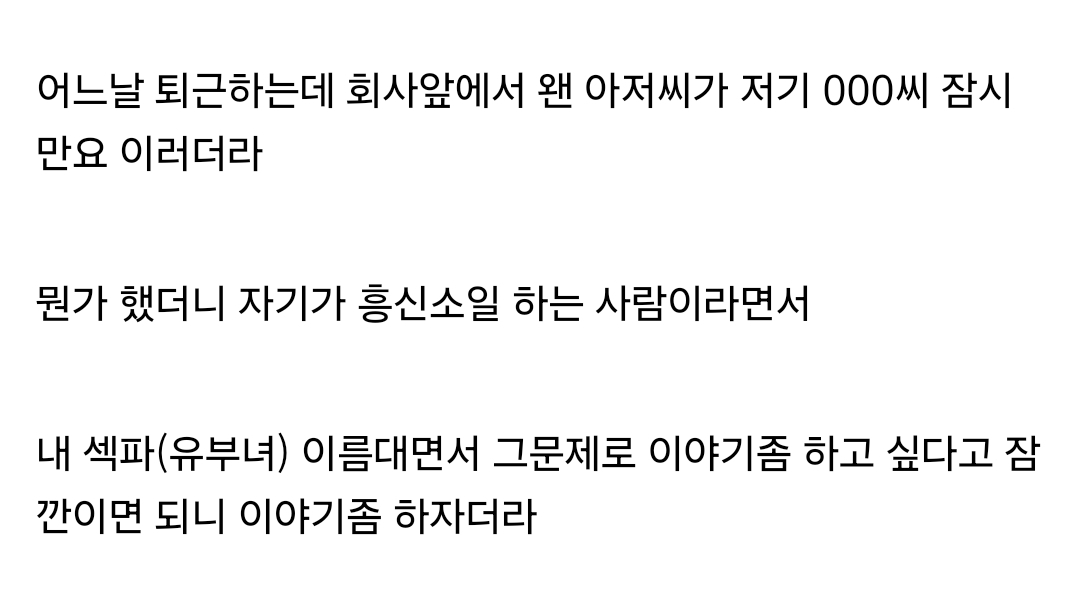 어느날 퇴근하는데 회사앞에서 왠 아저씨가 저기 000씨 잠시
만요 이러더라
뭔가 했더니 자기가 흥신소일 하는 사람이라면서
내 섹파(유부녀) 이름대면서 그문제로 이야기좀 하고 싶다고 잠
깐이면 되니 이야기좀 하자더라